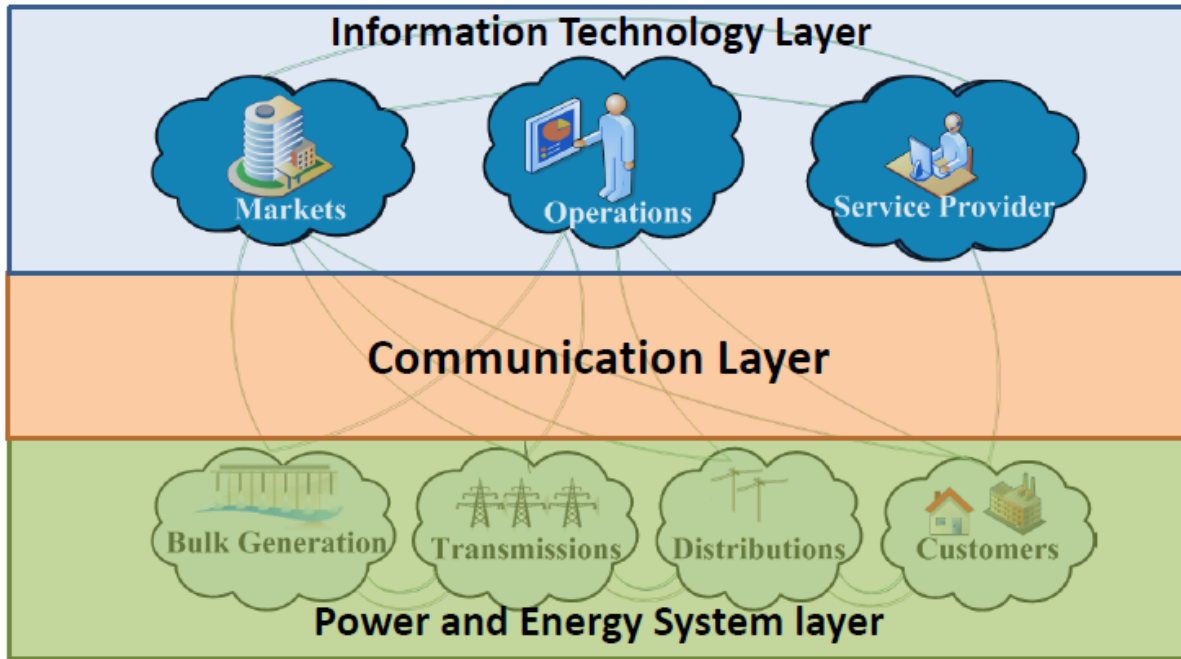 Information Technology Layer
Markets
Operations
Service Provider
Communication Layer
Bulk Generation
Transmissions
Distributions
Customers
Power and Energy System layer